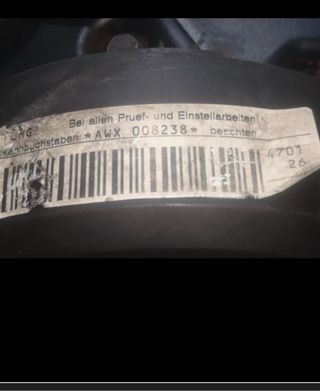 Bei allen Pruef- und Einstellarbeiten
Kennbuchstaben *AWX 008238* beachten
4701
26